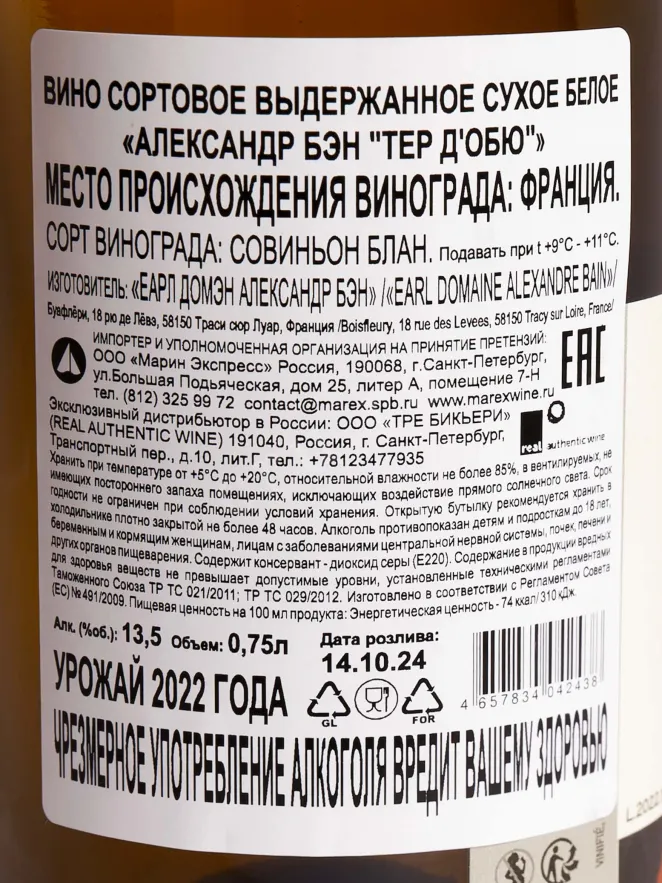 ВИНО СОРТОВОЕ ВЫДЕРЖАННОЕ СУХОЕ БЕЛОЕ
«АЛЕКСАНДР БЭН "ТЕР Д'ОБЮ"»
МЕСТО ПРОИСХОЖДЕНИЯ ВИНОГРАДА: ФРАНЦИЯ.
СОРТ ВИНОГРАДА: СОВИНЬОН БЛАН. Подавать при t +9°C - +11°C.
ИЗГОТОВИТЕЛЬ: «ЕАРЛ ДОМЭН АЛЕКСАНДР БЭН» /«EARL DOMAINE ALEXANDRE BAIN»/
Буафлёри, 18 рю де Лёвэ, 58150 Траси сюр Луар, Франция /Boisfleury, 18 rue des Levees, 58150 Tracy sur Loire, France/
ИМПОРТЕР И УПОЛНОМОЧЕННАЯ ОРГАНИЗАЦИЯ НА ПРИНЯТИЕ ПРЕТЕНЗИЙ:
ООО «Марин Экспресс» Россия, 190068, г.Санкт-Петербург,
ул.Большая Подьяческая, дом 25, литер А, помещение 7-Н
тел. (812) 325 99 72 contact@marex.spb.ru www.marexwine.ru
EAC
Эксклюзивный дистрибьютор в России: ООО «ТРЕ БИКЬЕРИ»
(REAL AUTHENTIC WINE) 191040, Россия, г. Санкт-Петербург,
Транспортный пер., д.10, лит.Г, тел.: +78123477935
real authentic wine
Хранить при температуре от +5°C до +20°C, относительной влажности не более 85%, в вентилируемых, не
имеющих постороннего запаха помещениях, исключающих воздействие прямого солнечного света. Срок
годности не ограничен при соблюдении условий хранения. Открытую бутылку рекомендуется хранить в
холодильнике плотно закрытой не более 48 часов. Алкоголь противопоказан детям и подросткам до 18 лет,
беременным и кормящим женщинам, лицам с заболеваниями центральной нервной системы, почек, печени и
других органов пищеварения. Содержит консервант - диоксид серы (E220). Содержание в продукции вредных
для здоровья веществ не превышает допустимые уровни, установленные техническими регламентами
Таможенного Союза ТР ТС 021/2011; ТР ТС 029/2012. Изготовлено в соответствии с Регламентом Совета
(ЕС) № 491/2009. Пищевая ценность на 100 мл продукта: Энергетическая ценность - 74 ккал/ 310 кДж.
Алк. (%об.): 13,5 Объем: 0,75л
Дата розлива:
14.10.24
УРОЖАЙ 2022 ГОДА
GL
FOR
4 657834 042438
ЧРЕЗМЕРНОЕ УПОТРЕБЛЕНИЕ АЛКОГОЛЯ ВРЕДИТ ВАШЕМУ ЗДОРОВЬЮ
L.2022
VINIFIÉ,